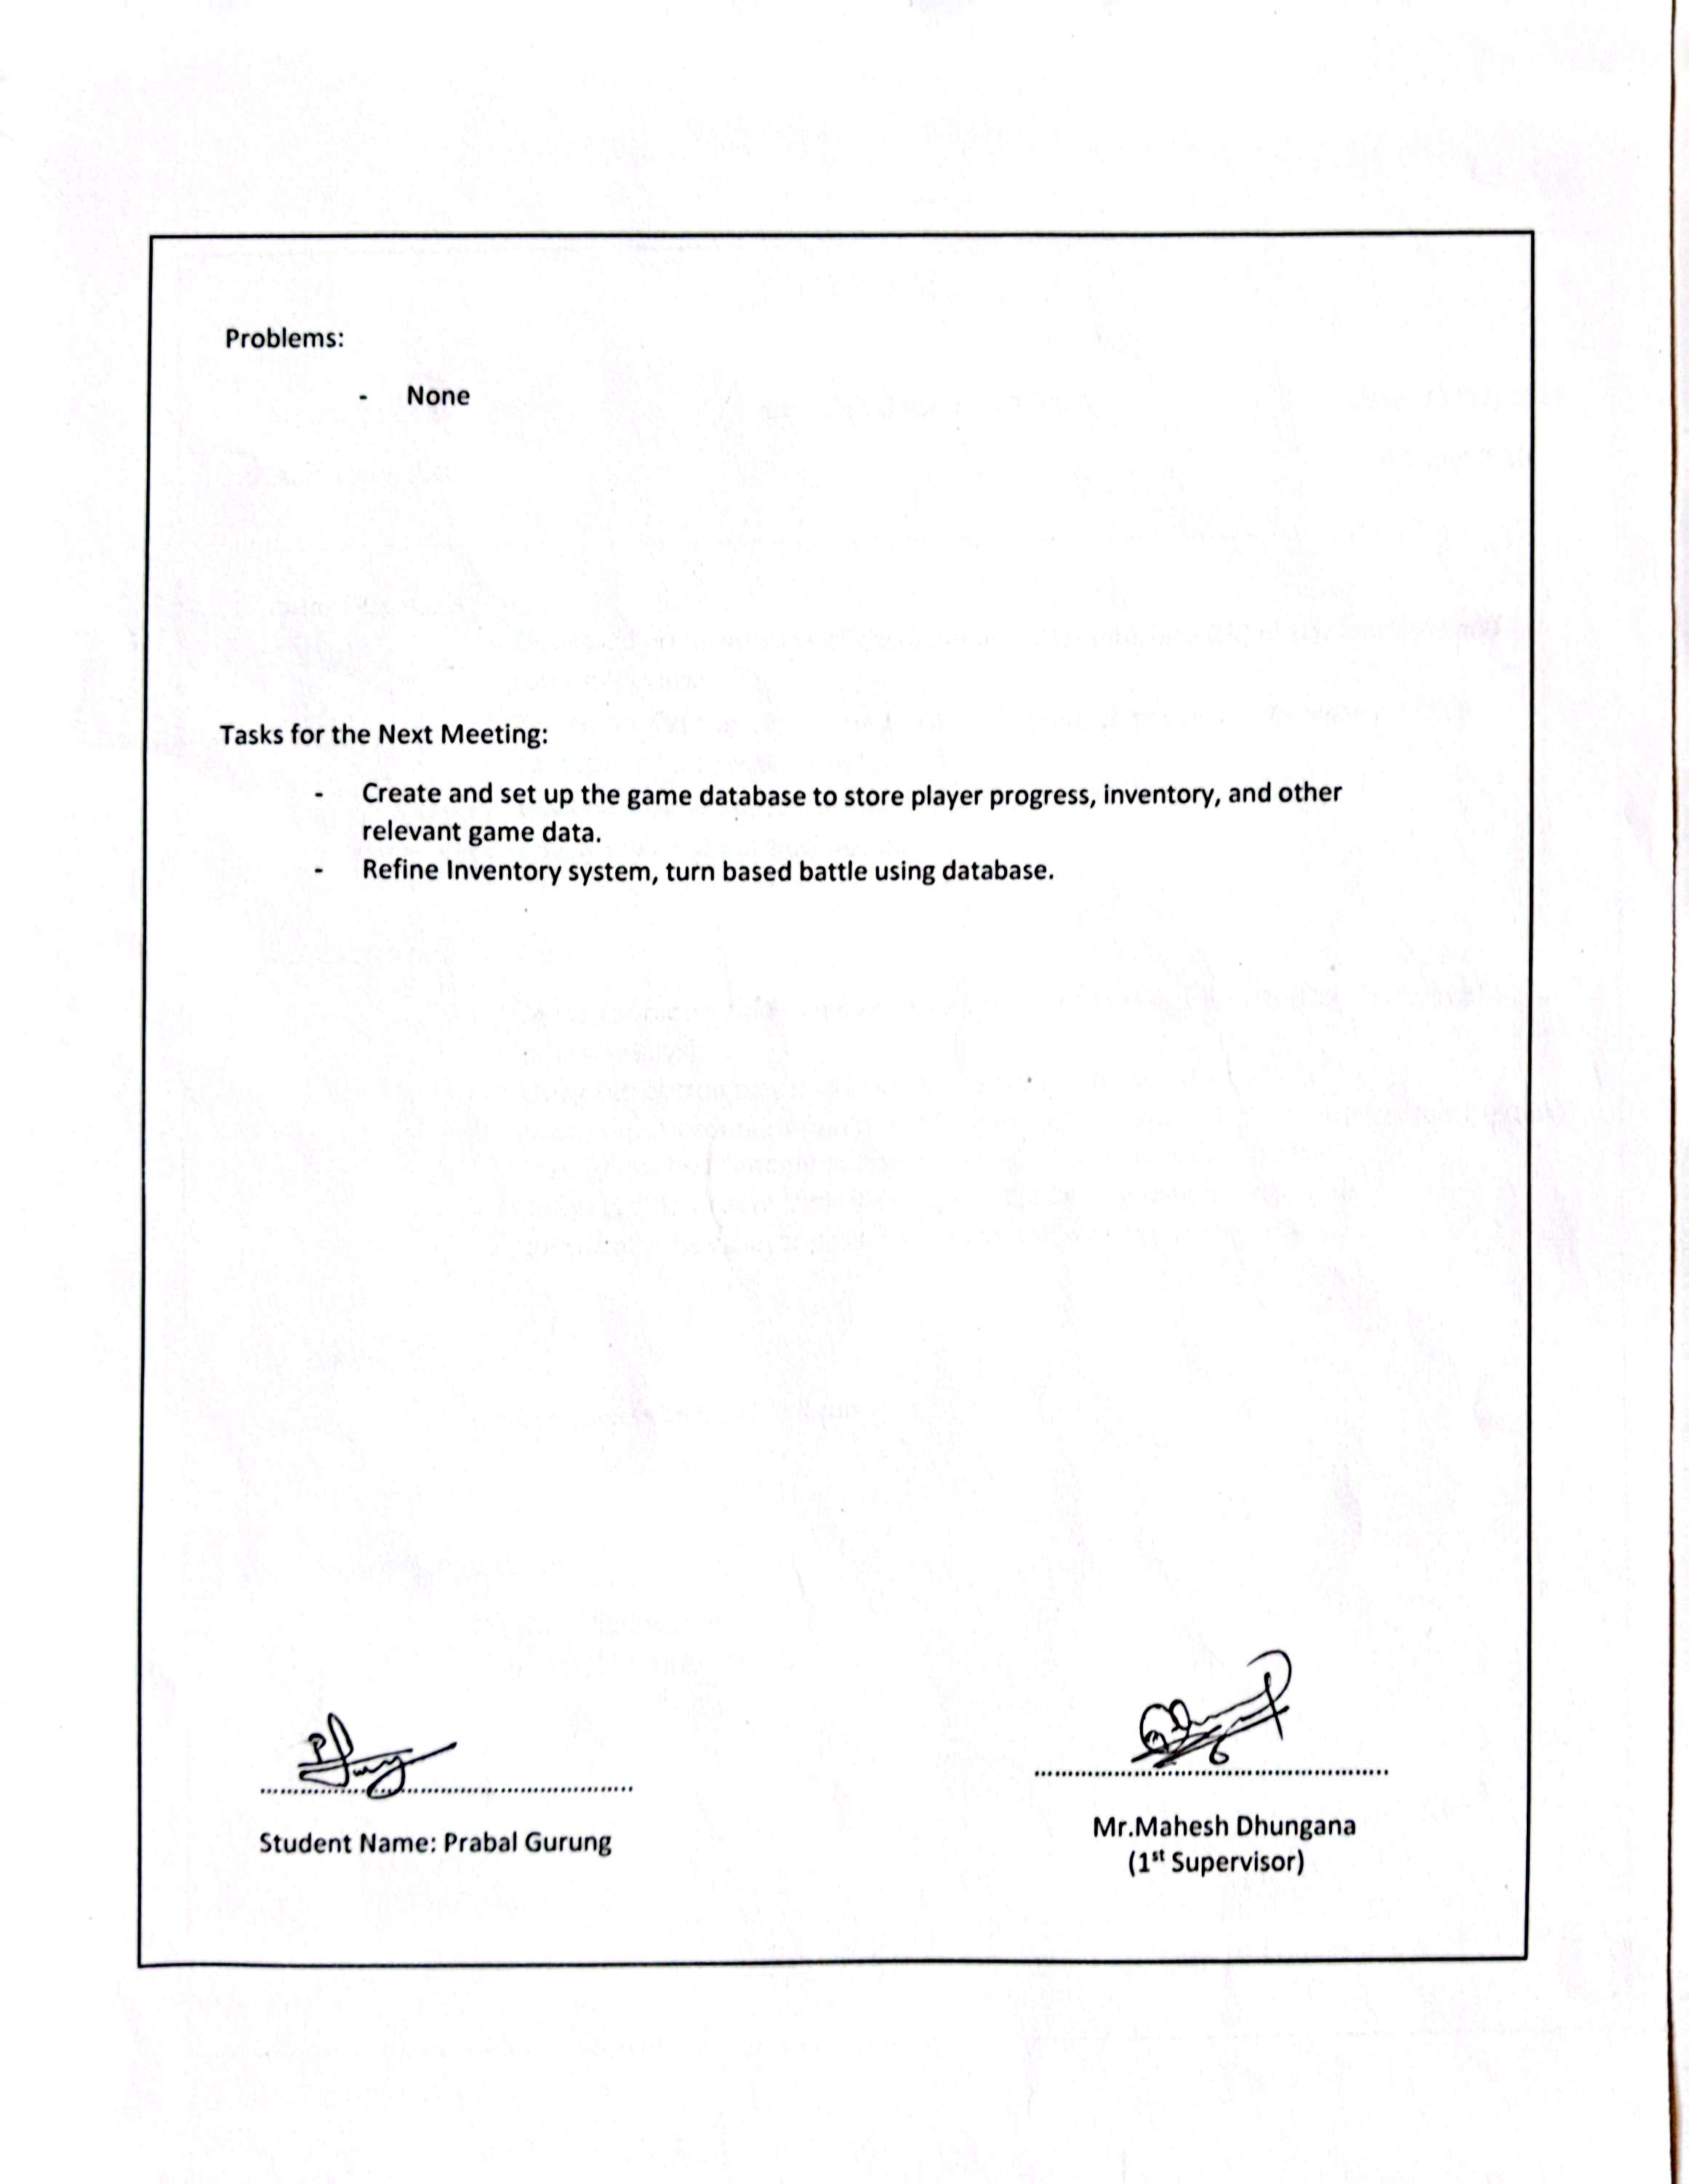 Problems:
- None
Tasks for the Next Meeting:
- Create and set up the game database to store player progress, inventory, and other
relevant game data.
- Refine Inventory system, turn based battle using database.
Student Name: Prabal Gurung
Mr.Mahesh Dhungana
(1st Supervisor)